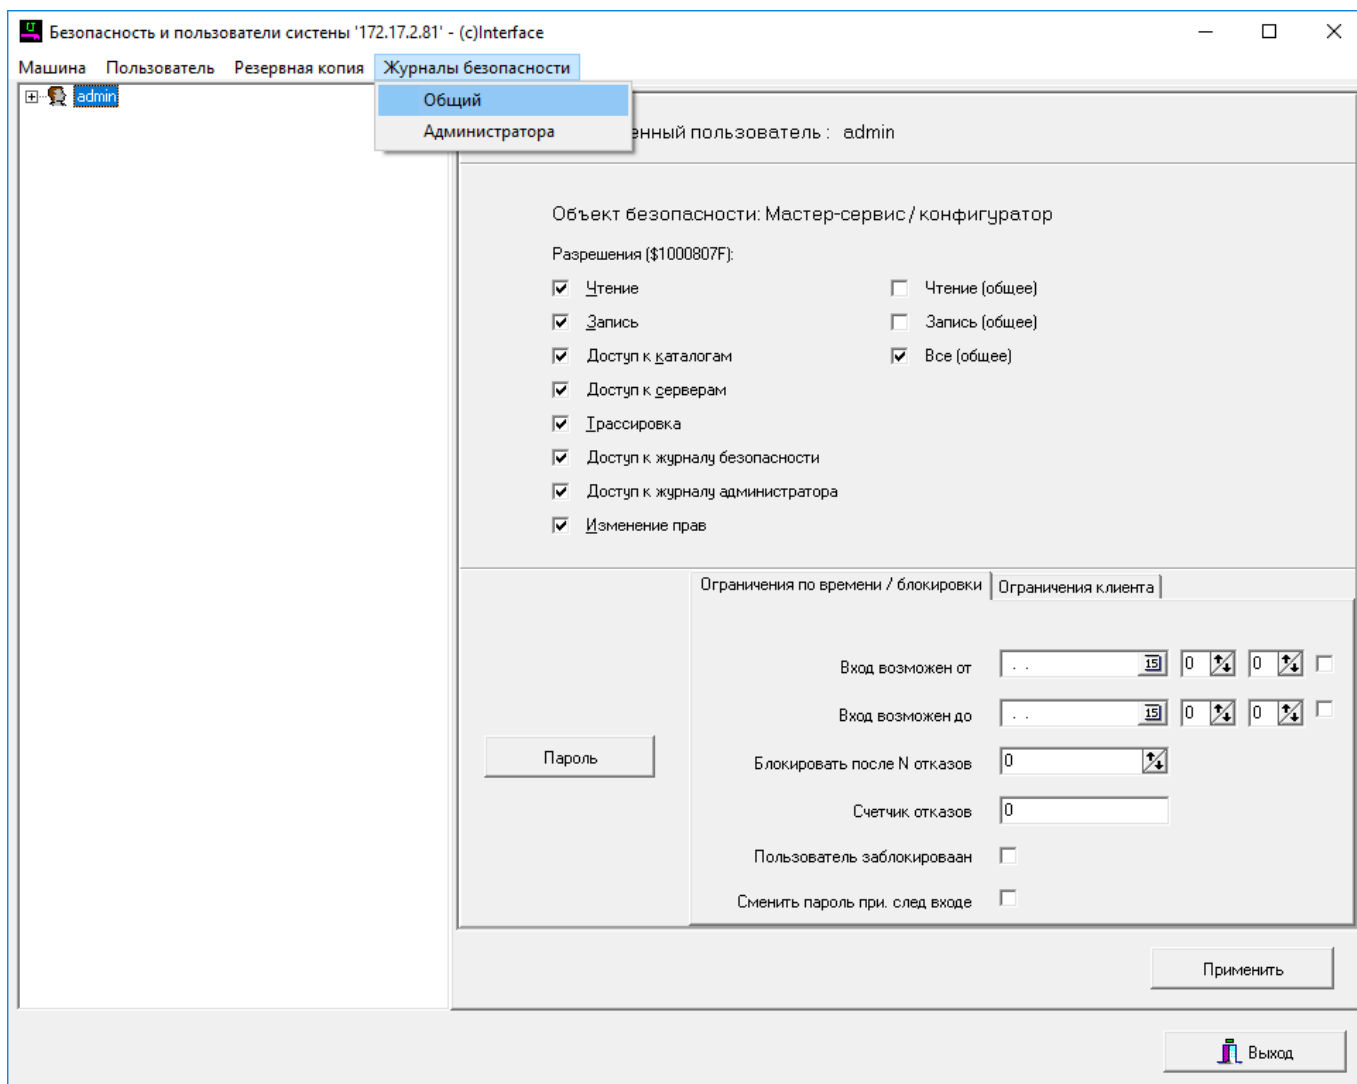 Безопасность и пользователи системы '172.17.2.81' - (c)Interface
Машина Пользователь Резервная копия Журналы безопасности
admin
Общий
Администратора
енный пользователь : admin
Объект безопасности: Мастер-сервис / конфигуратор
Разрешения ($1000807F):
Чтение Чтение (общее)
Запись Запись (общее)
Доступ к каталогам Все (общее)
Доступ к серверам
Трассировка
Доступ к журналу безопасности
Доступ к журналу администратора
Изменение прав
Ограничения по времени / блокировки Ограничения клиента
Вход возможен от . . 15 0 0
Вход возможен до . . 15 0 0
Пароль
Блокировать после N отказов 0
Счетчик отказов 0
Пользователь заблокироваан
Сменить пароль при. след входе
Применить
Выход